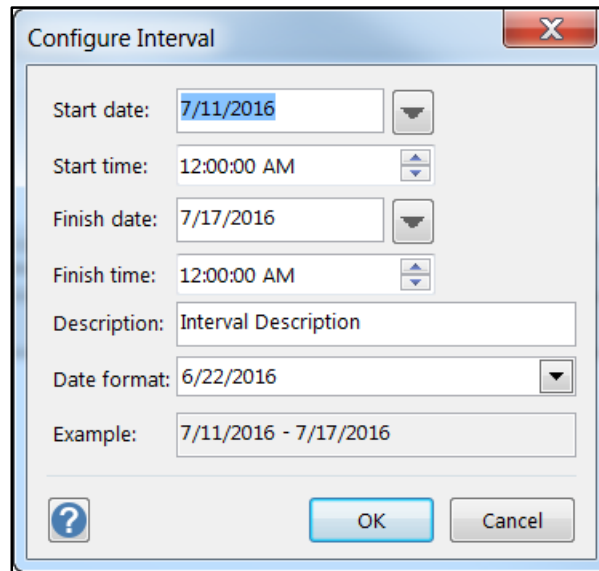 Configure Interval
Start date: 7/11/2016
Start time: 12:00:00 AM
Finish date: 7/17/2016
Finish time: 12:00:00 AM
Description: Interval Description
Date format: 6/22/2016
Example: 7/11/2016 - 7/17/2016
? OK Cancel